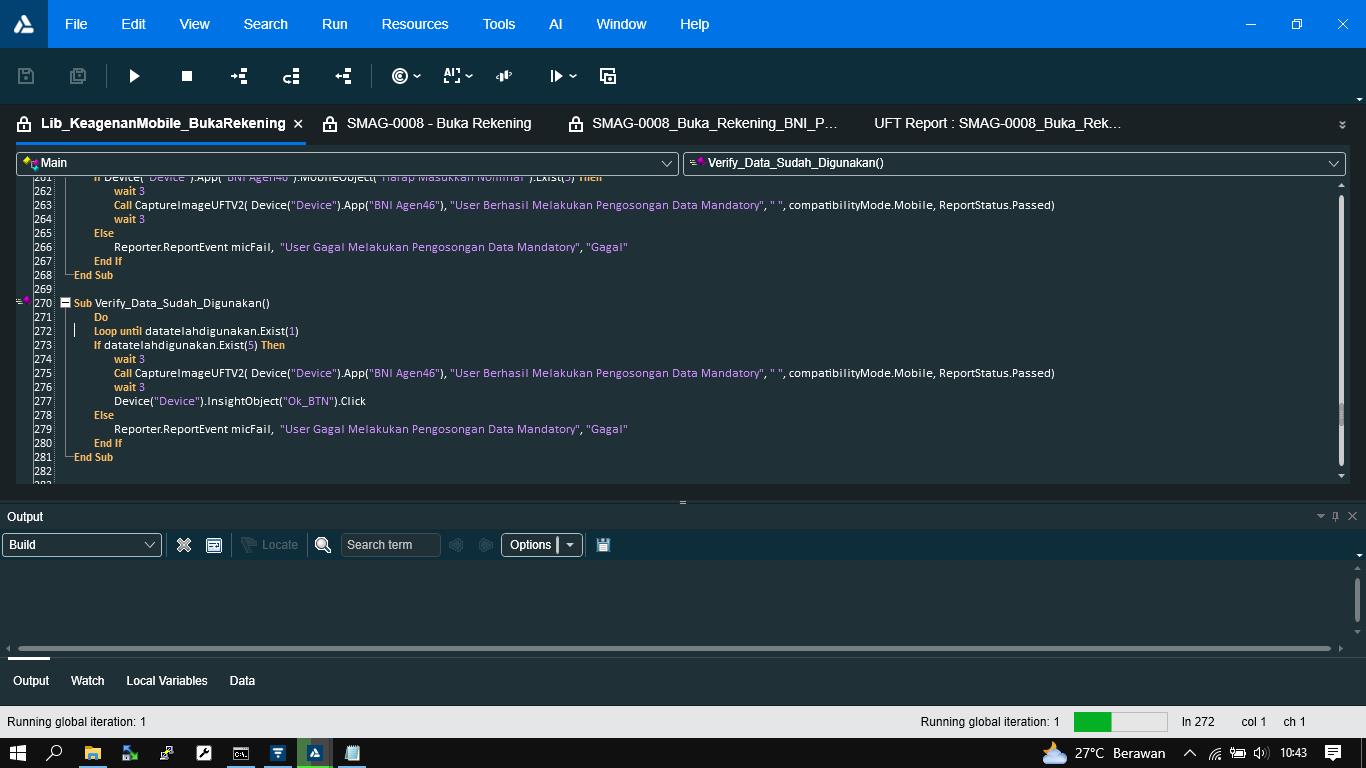 File Edit View Search Run Resources Tools AI Window Help
Lib_KeagenanMobile_BukaRekening SMAG-0008 - Buka Rekening SMAG-0008_Buka_Rekening_BNI_P... UFT Report : SMAG-0008_Buka_Rek...
Main Verify_Data_Sudah_Digunakan()
261 If Device("Device").App("BNI Agen46").MobileObject("Harap Masukkan Nominal").Exist(5) Then
262 wait 3
263 Call CaptureImageUFTV2( Device("Device").App("BNI Agen46"), "User Berhasil Melakukan Pengosongan Data Mandatory", " ", compatibilityMode.Mobile, ReportStatus.Passed)
264 wait 3
265 Else
266 Reporter.ReportEvent micFail, "User Gagal Melakukan Pengosongan Data Mandatory", "Gagal"
267 End If
268 End Sub
269
270 Sub Verify_Data_Sudah_Digunakan()
271 Do
272 Loop until datatelahdigunakan.Exist(1)
273 If datatelahdigunakan.Exist(5) Then
274 wait 3
275 Call CaptureImageUFTV2( Device("Device").App("BNI Agen46"), "User Berhasil Melakukan Pengosongan Data Mandatory", " ", compatibilityMode.Mobile, ReportStatus.Passed)
276 wait 3
277 Device("Device").InsightObject("Ok_BTN").Click
278 Else
279 Reporter.ReportEvent micFail, "User Gagal Melakukan Pengosongan Data Mandatory", "Gagal"
280 End If
281 End Sub
282
283
Output
Build Locate Search term Options
Output Watch Local Variables Data
Running global iteration: 1 Running global iteration: 1 ln 272 col 1 ch 1
27°C Berawan 10:43